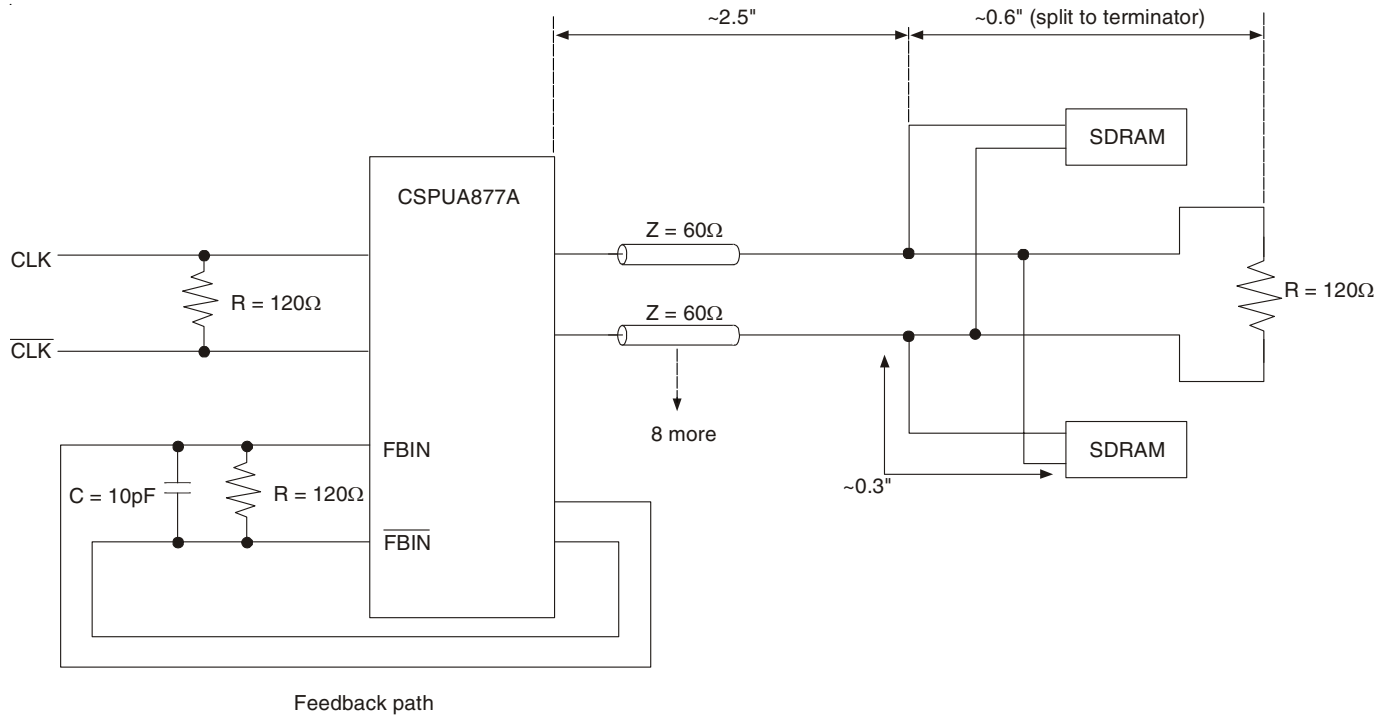 ~2.5"
~0.6" (split to terminator)
SDRAM
CSPUA877A
Z = 60Ω
CLK
R = 120Ω
R = 120Ω
Z = 60Ω
CLK
8 more
FBIN
SDRAM
C = 10pF
R = 120Ω
~0.3"
FBIN
Feedback path